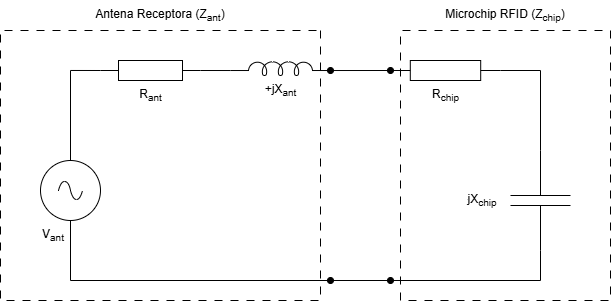 Antena Receptora (Zant)
Microchip RFID (Zchip)
Rant
+jXant
Rchip
jXchip
Vant